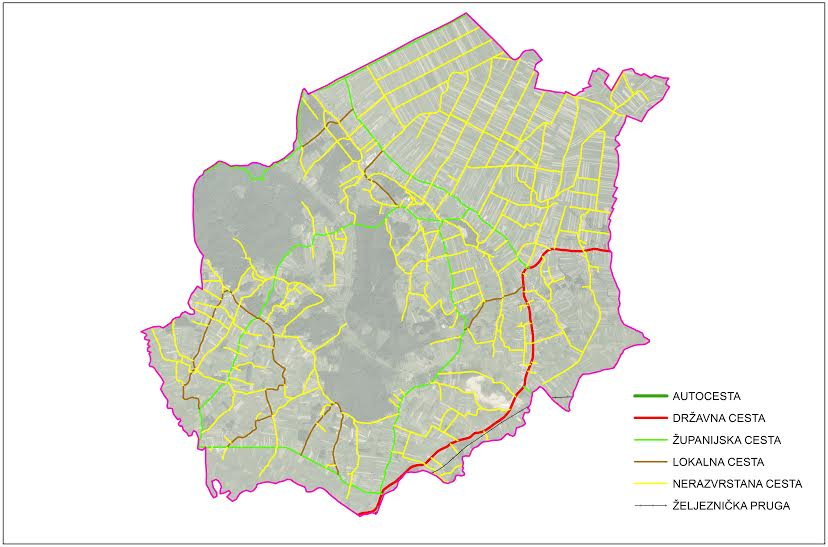 AUTOCESTA
DRŽAVNA CESTA
ŽUPANIJSKA CESTA
LOKALNA CESTA
NERAZVRSTANA CESTA
ŽELJEZNIČKA PRUGA